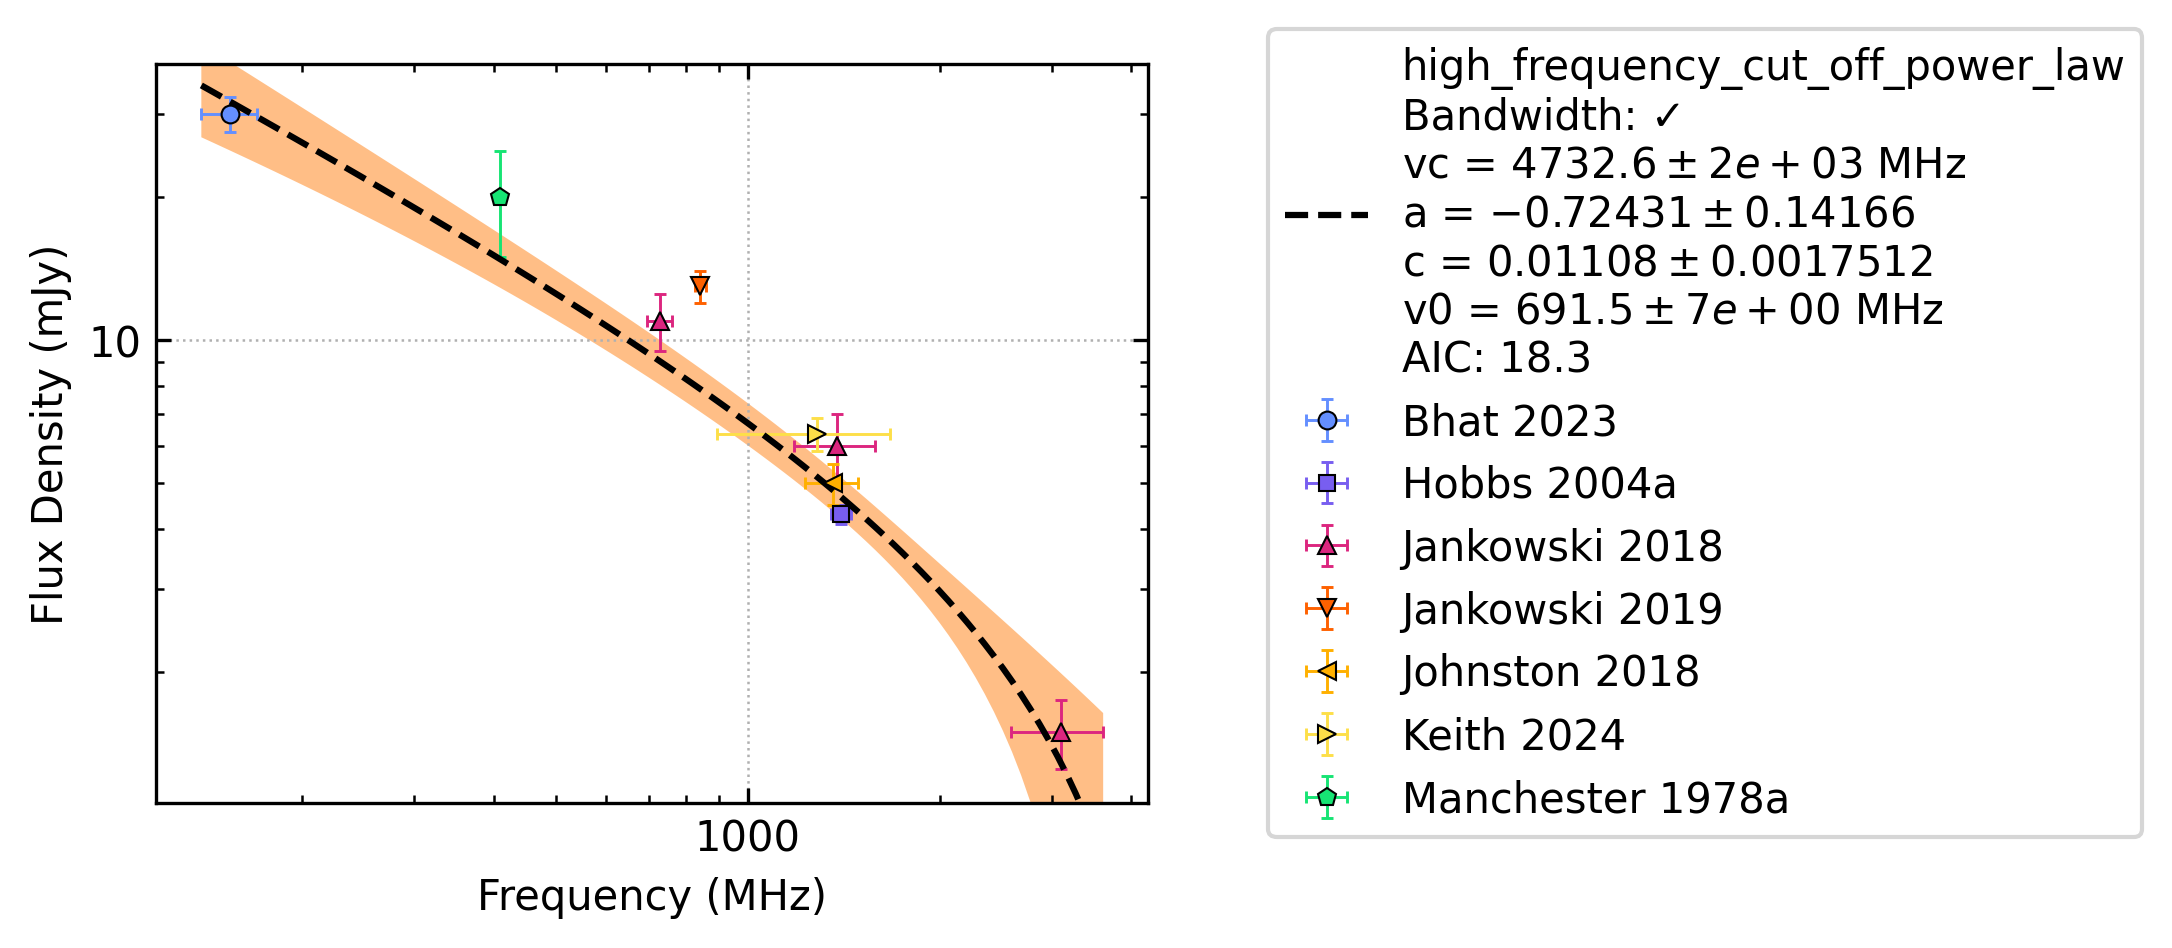 high_frequency_cut_off_power_law
Bandwidth: ✓
vc = 4732.6 ± 2e + 03 MHz
a = −0.72431 ± 0.14166
c = 0.01108 ± 0.0017512
v0 = 691.5 ± 7e + 00 MHz
AIC: 18.3
Bhat 2023
Hobbs 2004a
Jankowski 2018
Jankowski 2019
Johnston 2018
Keith 2024
Manchester 1978a
Flux Density (mJy)
10
1000
Frequency (MHz)